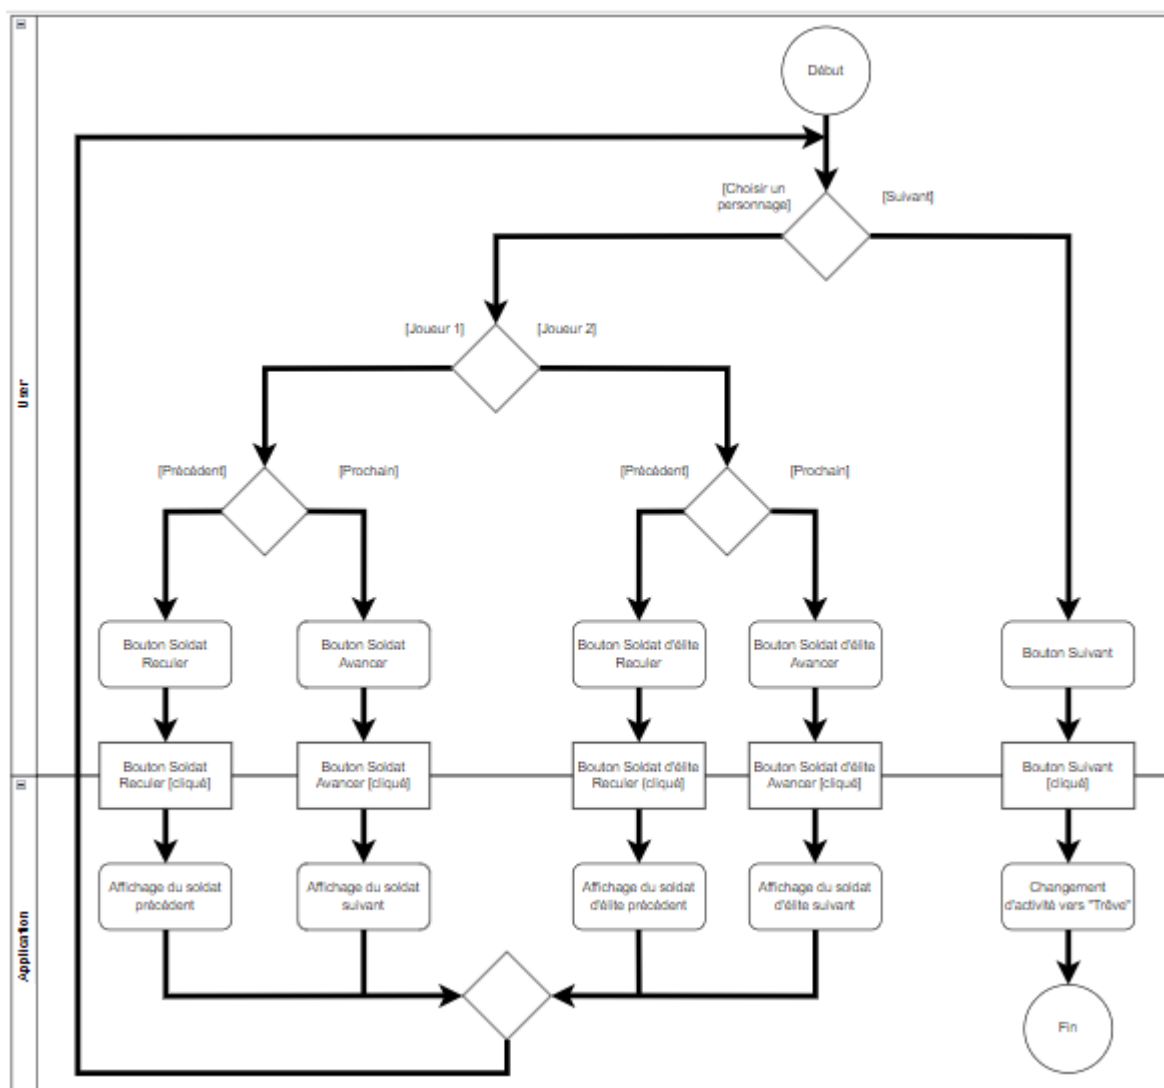 Début
[Choisir un
personnage]
[Suivant]
[Joueur 1]
[Joueur 2]
User
[Précédent]
[Prochain]
[Précédent]
[Prochain]
Bouton Soldat
Reculer
Bouton Soldat
Avancer
Bouton Soldat d'élite
Reculer
Bouton Soldat d'élite
Avancer
Bouton Suivant
Bouton Soldat
Reculer [cliqué]
Bouton Soldat
Avancer [cliqué]
Bouton Soldat d'élite
Reculer [cliqué]
Bouton Soldat d'élite
Avancer [cliqué]
Bouton Suivant
[cliqué]
Application
Affichage du soldat
précédent
Affichage du soldat
suivant
Affichage du soldat
d'élite précédent
Affichage du soldat
d'élite suivant
Changement
d'activité vers "Trêve"
Fin